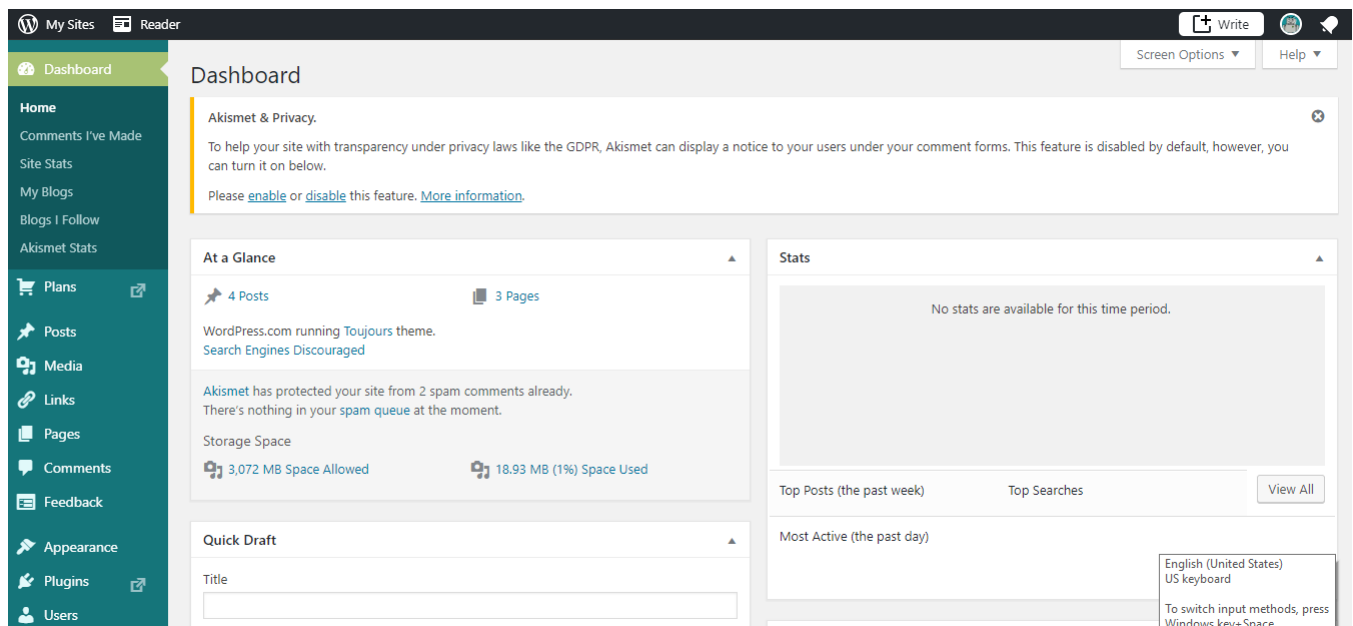 My Sites Reader Write
Screen Options Help
Dashboard
Home
Comments I've Made
Site Stats
My Blogs
Blogs I Follow
Akismet Stats
Plans
Posts
Media
Links
Pages
Comments
Feedback
Appearance
Plugins
Users
Dashboard
Akismet & Privacy.
To help your site with transparency under privacy laws like the GDPR, Akismet can display a notice to your users under your comment forms. This feature is disabled by default, however, you
can turn it on below.
Please enable or disable this feature. More information.
At a Glance
4 Posts 3 Pages
WordPress.com running Toujours theme.
Search Engines Discouraged
Akismet has protected your site from 2 spam comments already.
There's nothing in your spam queue at the moment.
Storage Space
3,072 MB Space Allowed 18.93 MB (1%) Space Used
Quick Draft
Title
Stats
No stats are available for this time period.
Top Posts (the past week) Top Searches View All
Most Active (the past day)
English (United States)
US keyboard
To switch input methods, press
Windows key+Space